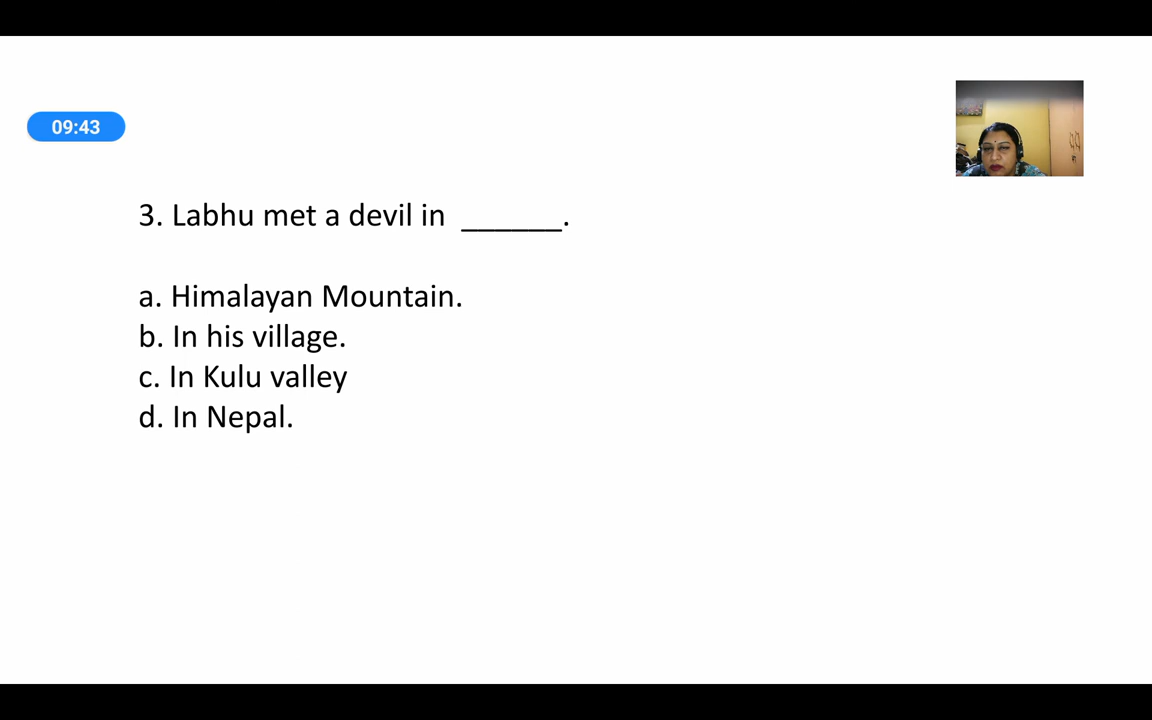 09:43
3. Labhu met a devil in ______.
a. Himalayan Mountain.
b. In his village.
c. In Kulu valley
d. In Nepal.